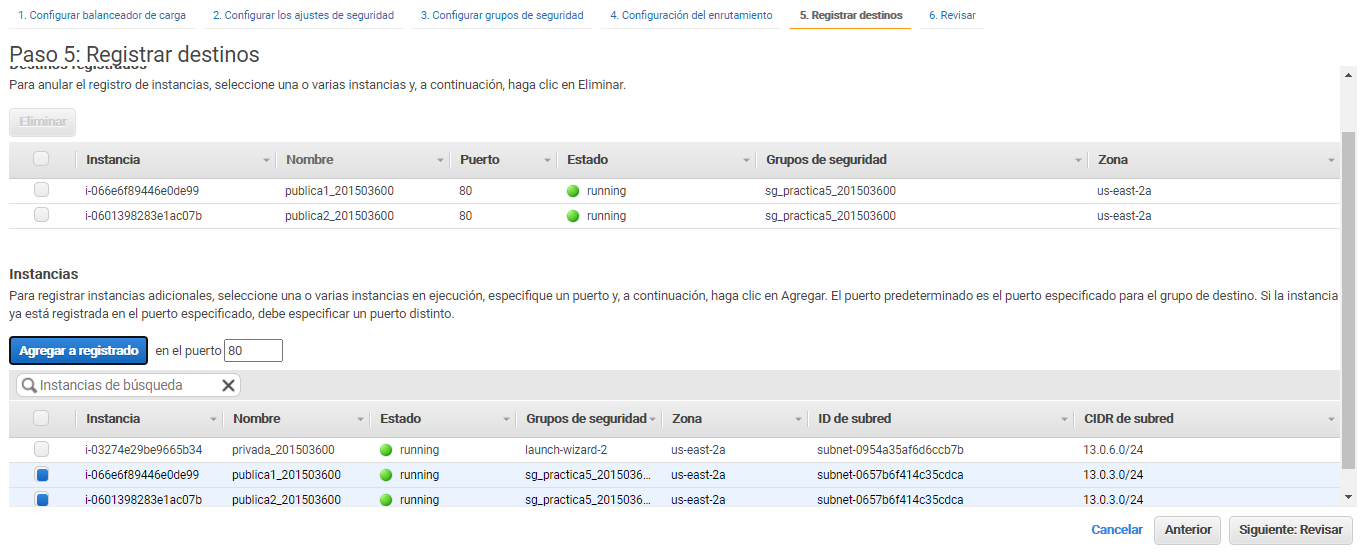 1. Configurar balanceador de carga 2. Configurar los ajustes de seguridad 3. Configurar grupos de seguridad 4. Configuración del enrutamiento 5. Registrar destinos 6. Revisar
Paso 5: Registrar destinos
Destinos registrados
Para anular el registro de instancias, seleccione una o varias instancias y, a continuación, haga clic en Eliminar.
Eliminar
Instancia Nombre Puerto Estado Grupos de seguridad Zona
i-066e6f89446e0de99 publica1_201503600 80 running sg_practica5_201503600 us-east-2a
i-0601398283e1ac07b publica2_201503600 80 running sg_practica5_201503600 us-east-2a
Instancias
Para registrar instancias adicionales, seleccione una o varias instancias en ejecución, especifique un puerto y, a continuación, haga clic en Agregar. El puerto predeterminado es el puerto especificado para el grupo de destino. Si la instancia
ya está registrada en el puerto especificado, debe especificar un puerto distinto.
Agregar a registrado en el puerto 80
Instancias de búsqueda
Instancia Nombre Estado Grupos de seguridad Zona ID de subred CIDR de subred
i-03274e29be9665b34 privada_201503600 running launch-wizard-2 us-east-2a subnet-0954a35af6d6ccb7b 13.0.6.0/24
i-066e6f89446e0de99 publica1_201503600 running sg_practica5_2015036... us-east-2a subnet-0657b6f414c35cdca 13.0.3.0/24
i-0601398283e1ac07b publica2_201503600 running sg_practica5_2015036... us-east-2a subnet-0657b6f414c35cdca 13.0.3.0/24
Cancelar Anterior Siguiente: Revisar